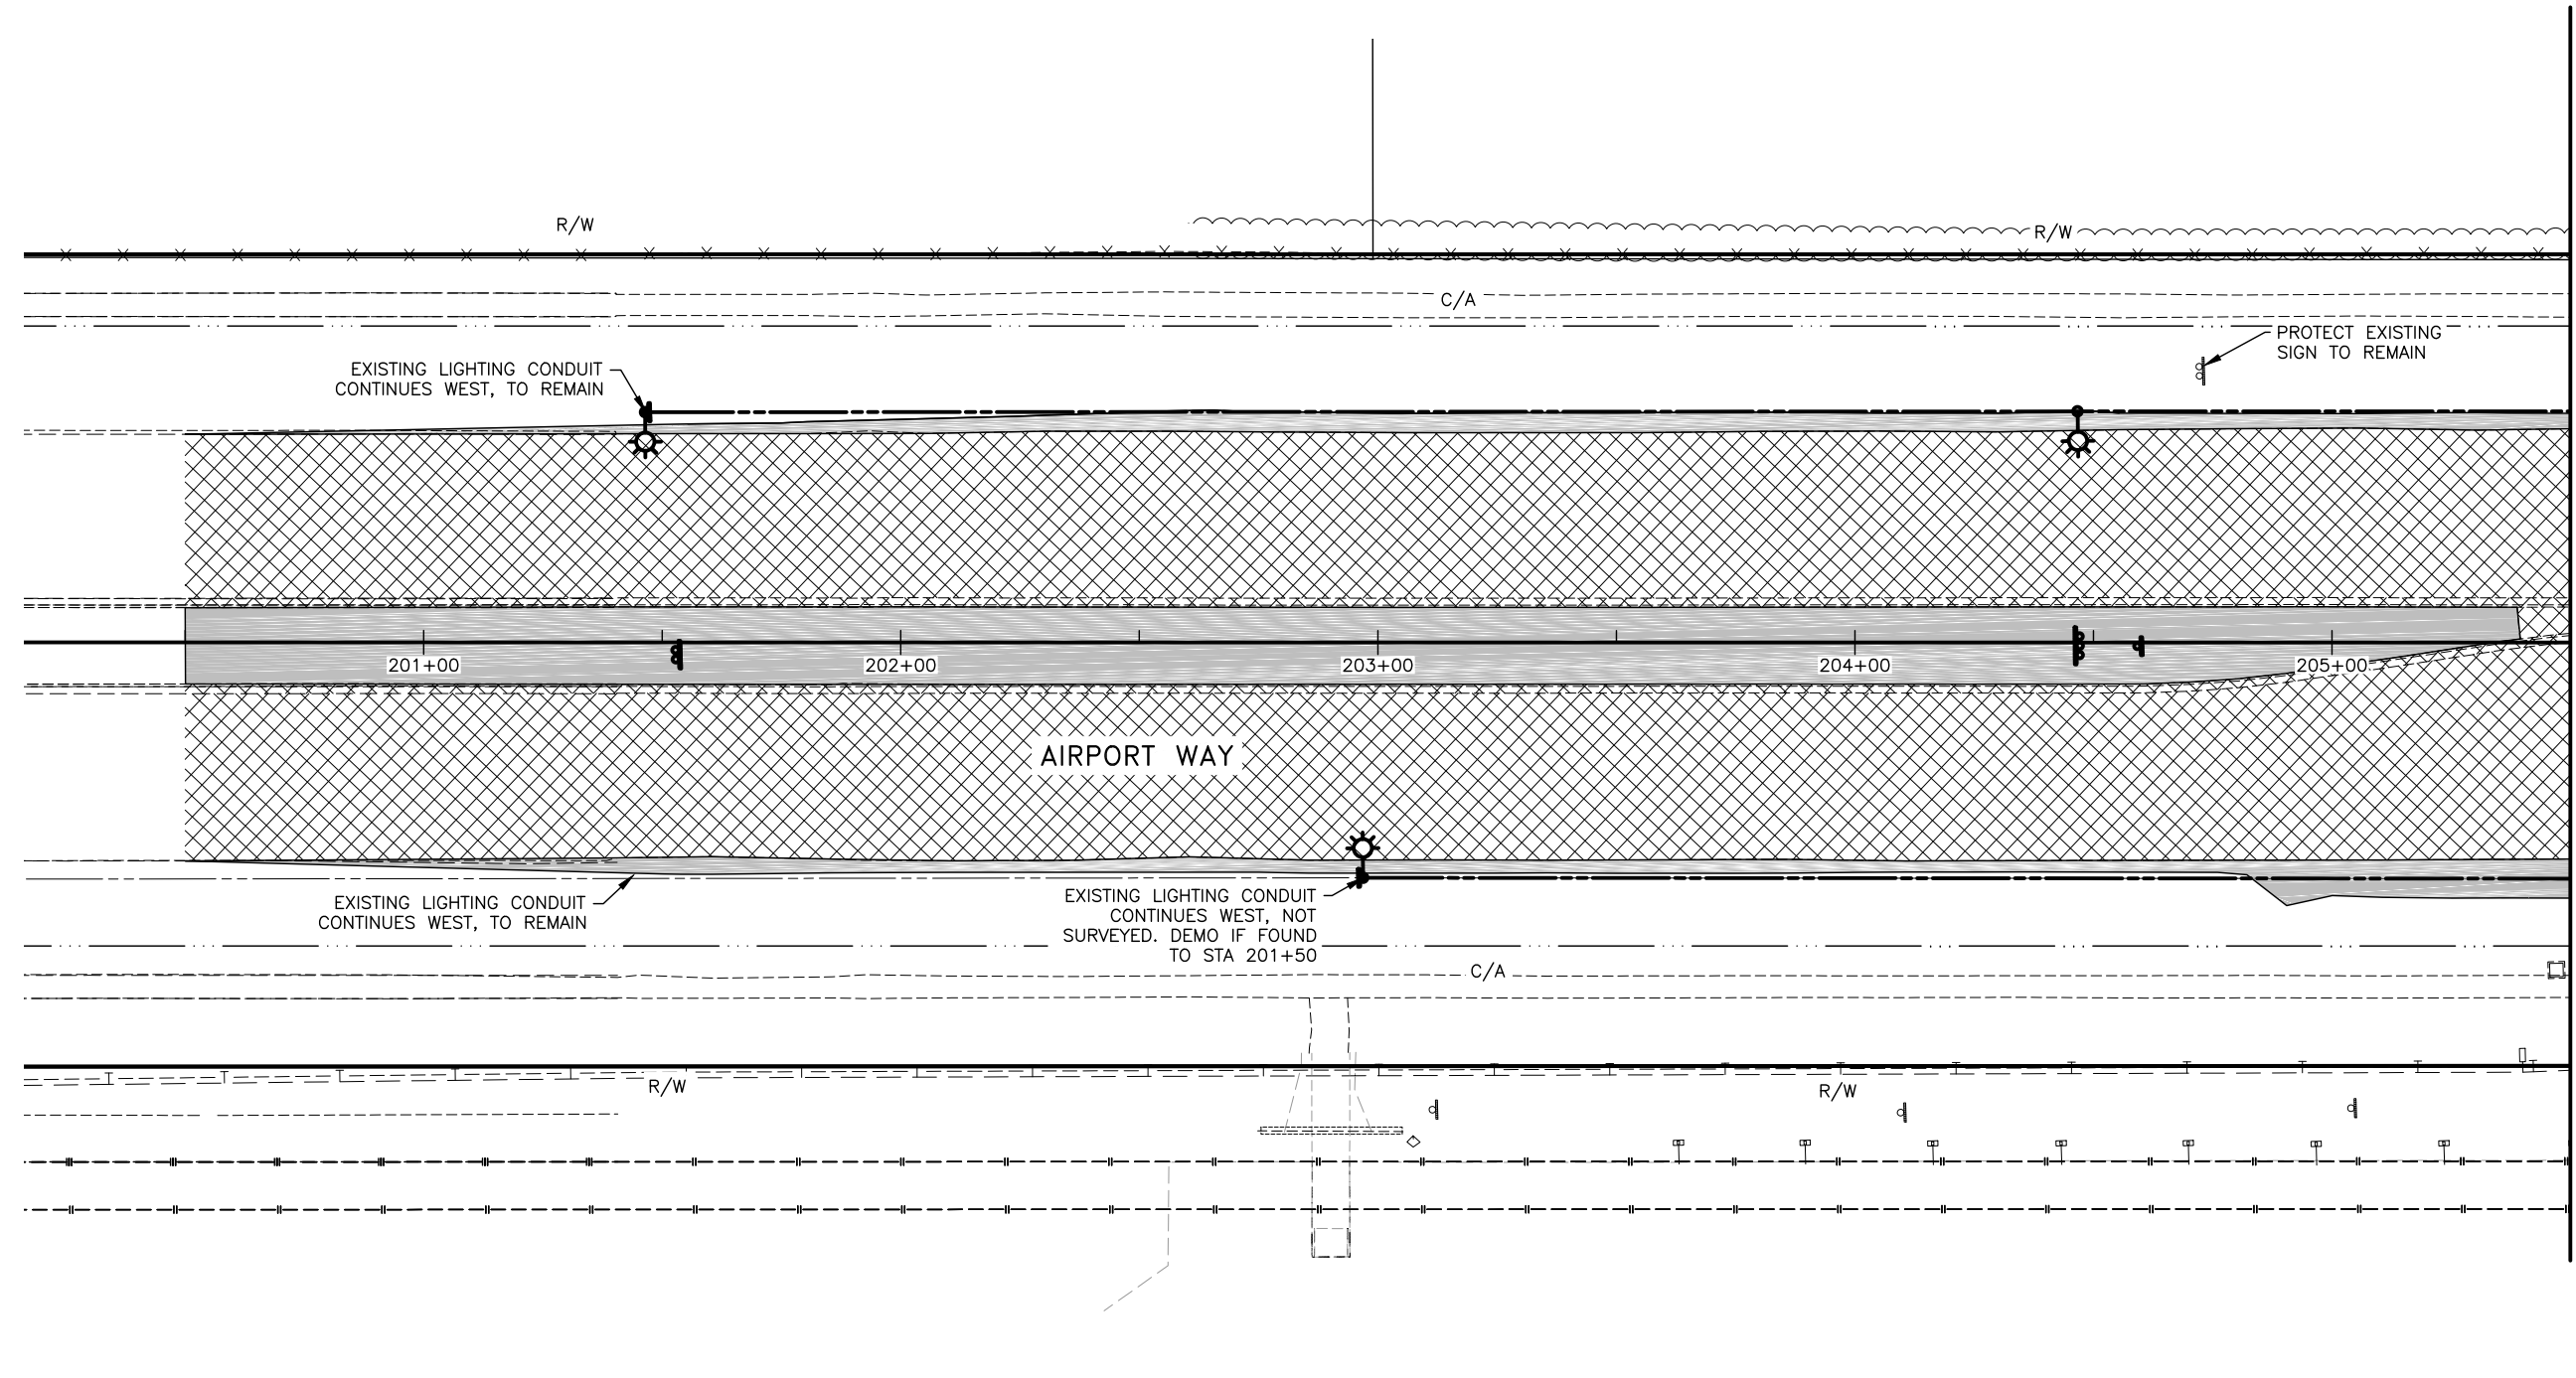 R/W
R/W
C/A
PROTECT EXISTING
SIGN TO REMAIN
EXISTING LIGHTING CONDUIT
CONTINUES WEST, TO REMAIN
201+00
202+00
203+00
204+00
205+00
AIRPORT WAY
EXISTING LIGHTING CONDUIT
CONTINUES WEST, TO REMAIN
EXISTING LIGHTING CONDUIT
CONTINUES WEST, NOT
SURVEYED. DEMO IF FOUND
TO STA 201+50
C/A
R/W
R/W